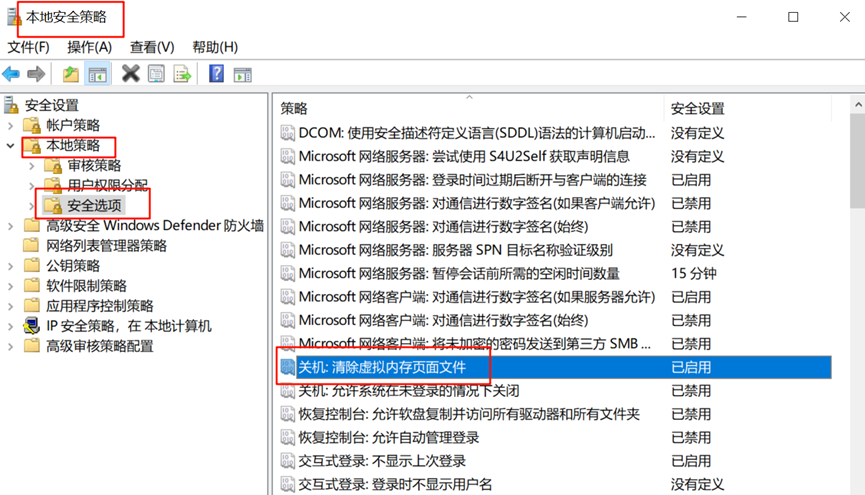 本地安全策略
文件(F) 操作(A) 查看(V) 帮助(H)
安全设置
帐户策略
本地策略
审核策略
用户权限分配
安全选项
高级安全 Windows Defender 防火墙
网络列表管理器策略
公钥策略
软件限制策略
应用程序控制策略
IP 安全策略，在 本地计算机
高级审核策略配置
策略 安全设置
DCOM: 使用安全描述符定义语言(SDDL)语法的计算机启动... 没有定义
Microsoft 网络服务器: 尝试使用 S4U2Self 获取声明信息 没有定义
Microsoft 网络服务器: 登录时间过期后断开与客户端的连接 已启用
Microsoft 网络服务器: 对通信进行数字签名(如果客户端允许) 已禁用
Microsoft 网络服务器: 对通信进行数字签名(始终) 已禁用
Microsoft 网络服务器: 服务器 SPN 目标名称验证级别 没有定义
Microsoft 网络服务器: 暂停会话前所需的空闲时间数量 15 分钟
Microsoft 网络客户端: 对通信进行数字签名(如果服务器允许) 已启用
Microsoft 网络客户端: 对通信进行数字签名(始终) 已禁用
Microsoft 网络客户端: 将未加密的密码发送到第三方 SMB ... 已禁用
关机: 清除虚拟内存页面文件 已启用
关机: 允许系统在未登录的情况下关闭 已禁用
恢复控制台: 允许软盘复制并访问所有驱动器和所有文件夹 已禁用
恢复控制台: 允许自动管理登录 已禁用
交互式登录: 不显示上次登录 已启用
交互式登录: 登录时不显示用户名 没有定义